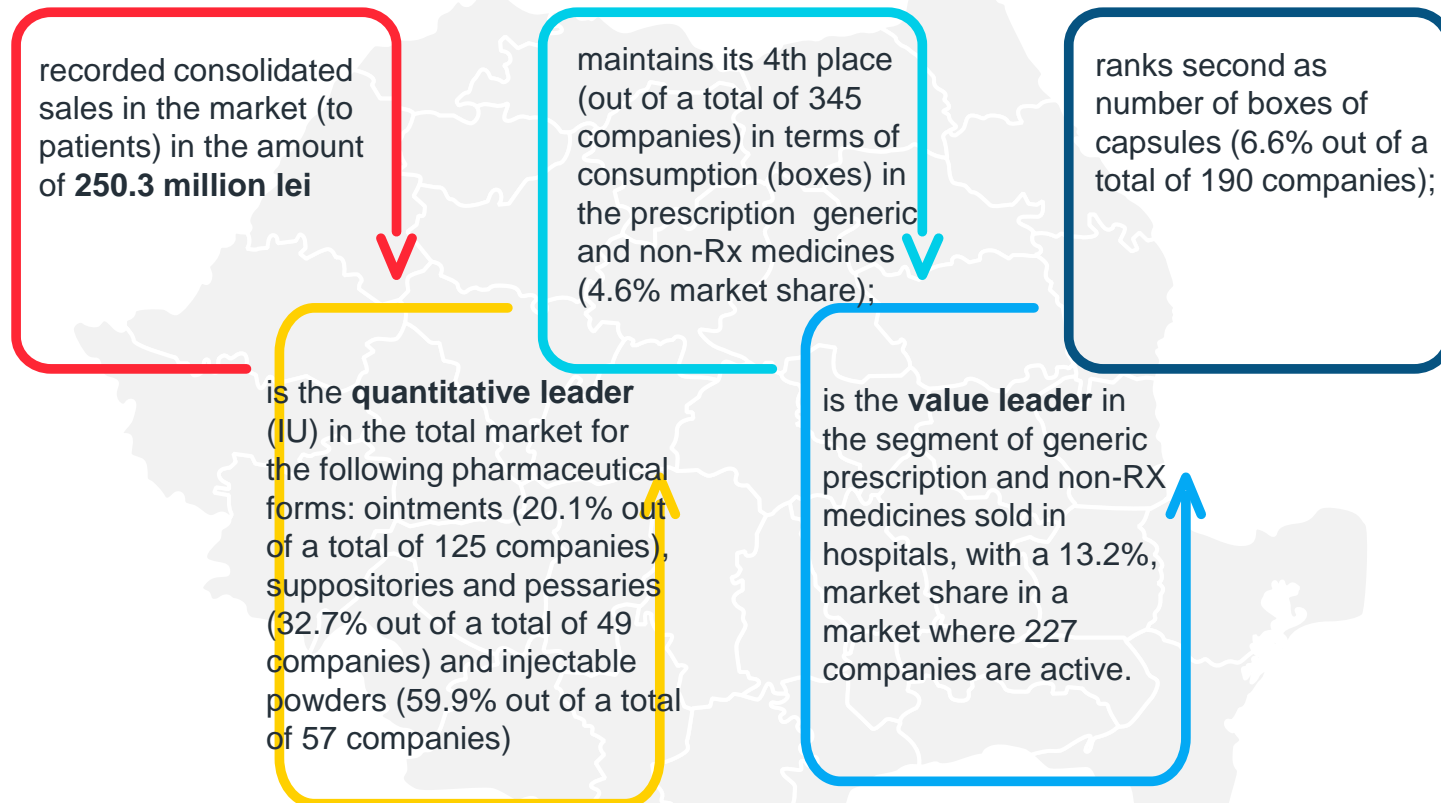 recorded consolidated
sales in the market (to
patients) in the amount
of 250.3 million lei
is the quantitative leader
(IU) in the total market for
the following pharmaceutical
forms: ointments (20.1% out
of a total of 125 companies),
suppositories and pessaries
(32.7% out of a total of 49
companies) and injectable
powders (59.9% out of a total
of 57 companies)
maintains its 4th place
(out of a total of 345
companies) in terms of
consumption (boxes) in
the prescription generic
and non-Rx medicines
(4.6% market share);
is the value leader in
the segment of generic
prescription and non-RX
medicines sold in
hospitals, with a 13.2%,
market share in a
market where 227
companies are active.
ranks second as
number of boxes of
capsules (6.6% out of a
total of 190 companies);